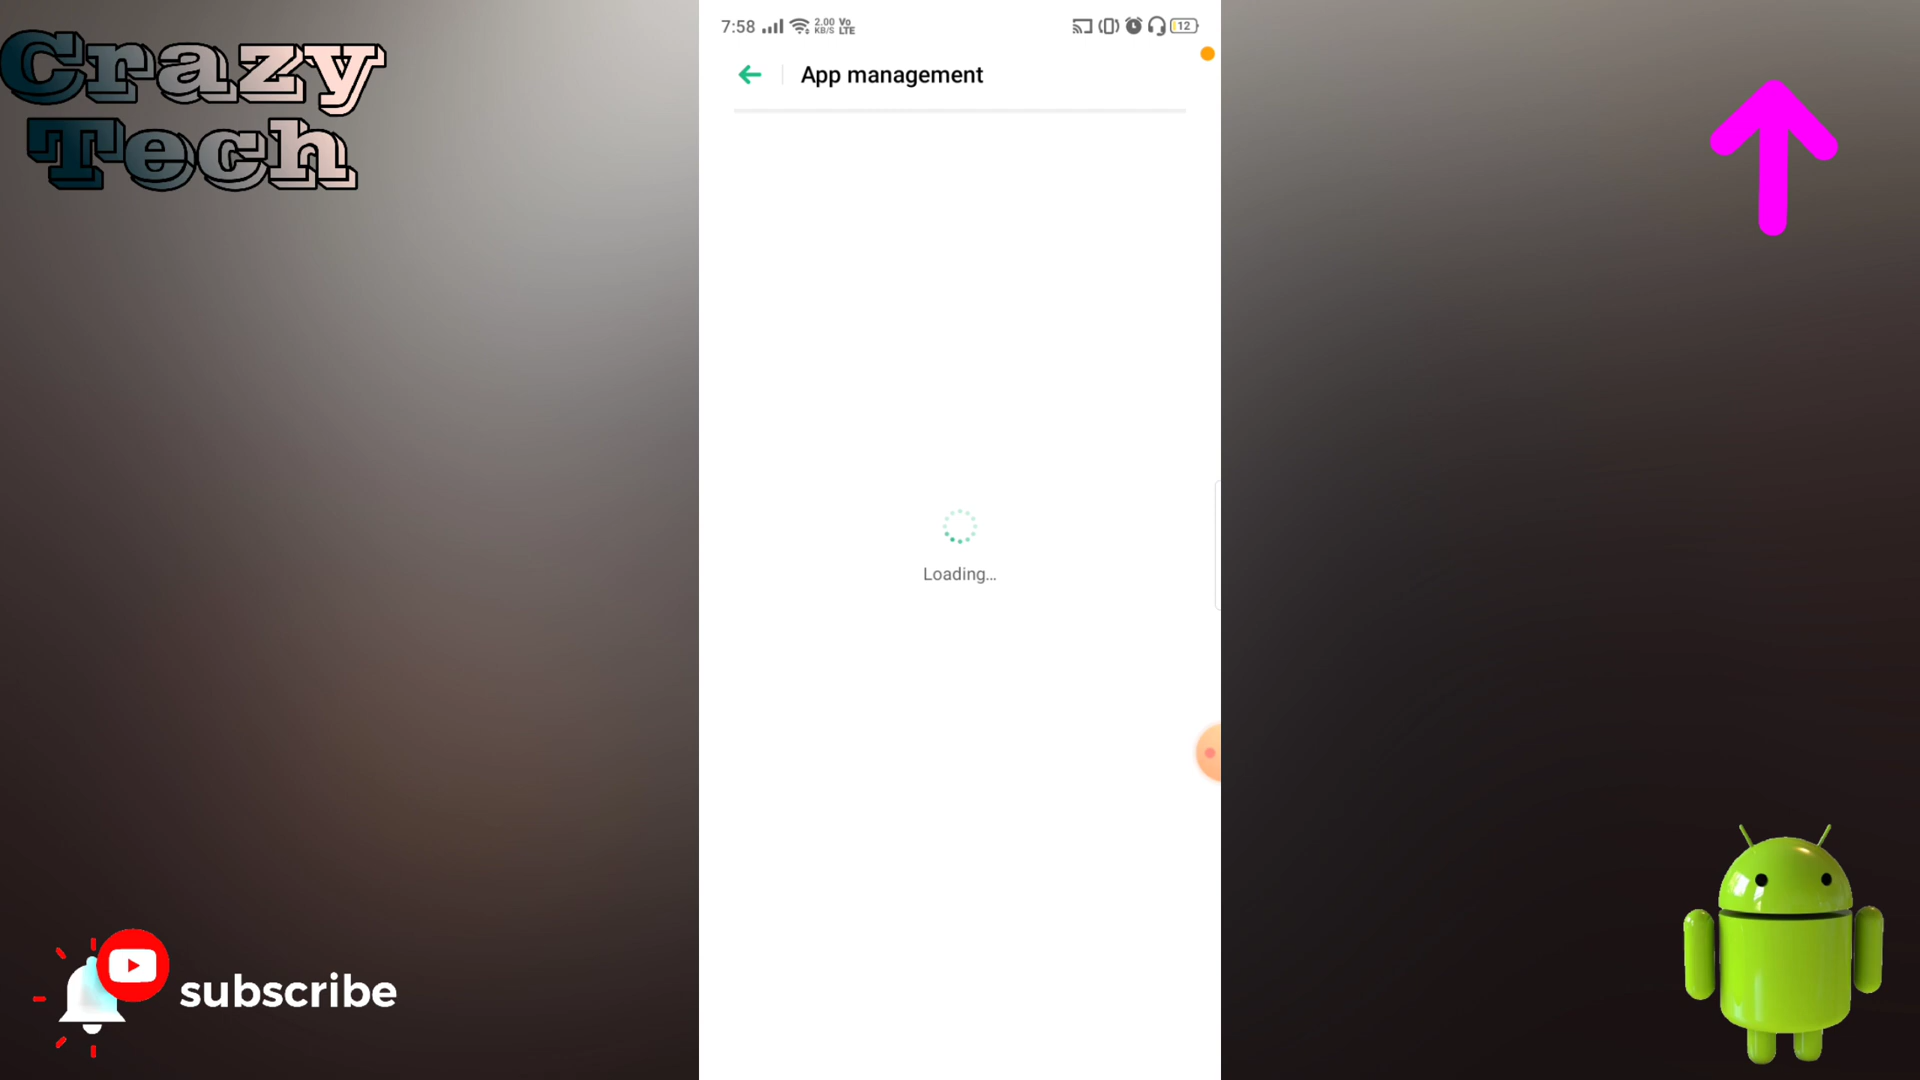 Crazy
Tech
7:58
2.00
KB/S
Vo
LTE
12
App management
Loading...
subscribe